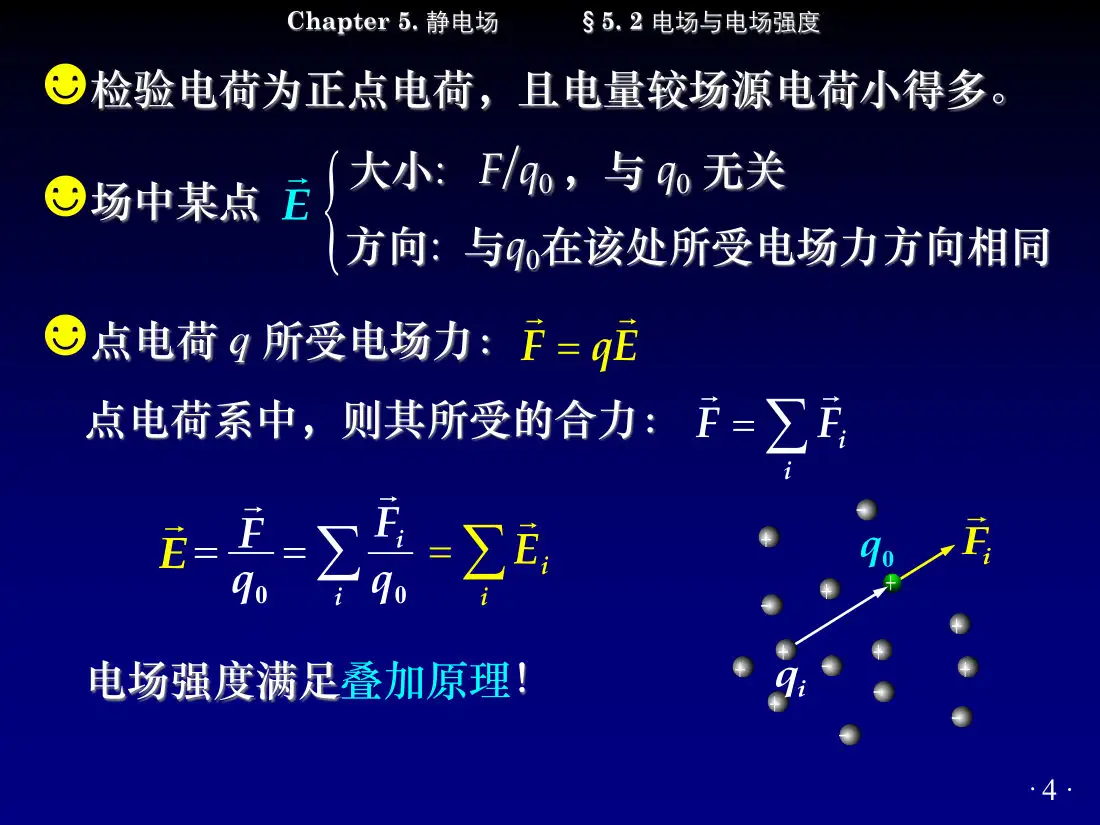 Chapter 5. 静电场 §5. 2 电场与电场强度
检验电荷为正点电荷，且电量较场源电荷小得多。
场中某点 E⃗ { 大小: F/q₀，与 q₀ 无关
方向: 与q₀在该处所受电场力方向相同
点电荷 q 所受电场力: F⃗ = qE⃗
点电荷系中，则其所受的合力: F⃗ = ∑ᵢ F⃗ᵢ
E⃗ = F⃗/q₀ = ∑ᵢ F⃗ᵢ/q₀ = ∑ᵢ E⃗ᵢ
q₀ F⃗ᵢ
qᵢ
电场强度满足叠加原理!
· 4 ·